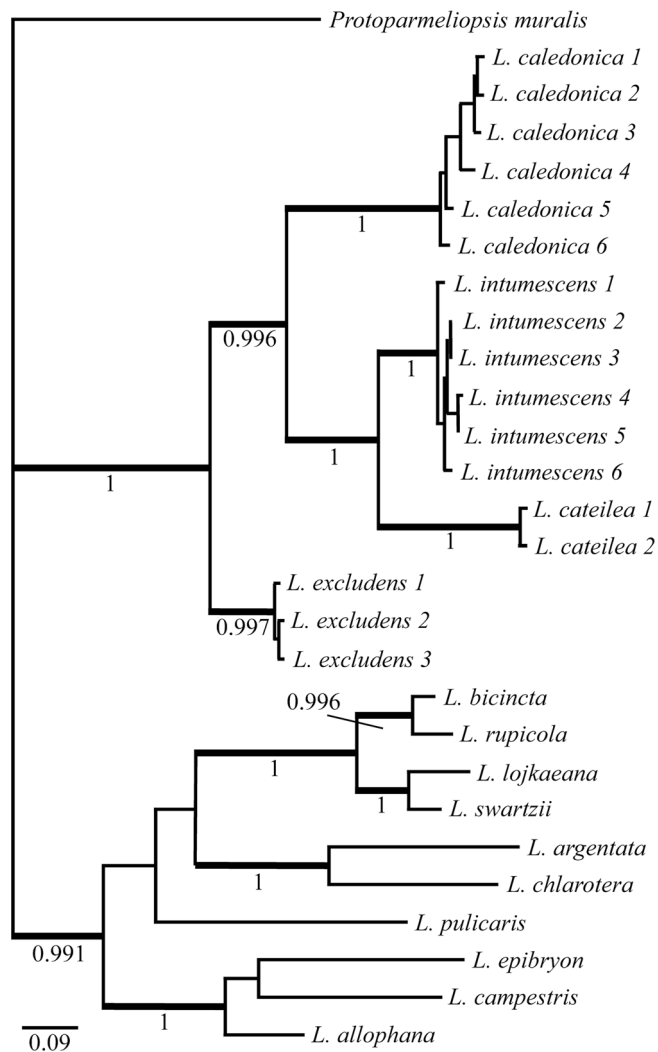 Protoparmeliopsis muralis
L. caledonica 1
L. caledonica 2
L. caledonica 3
L. caledonica 4
L. caledonica 5
1
L. caledonica 6
L. intumescens 1
L. intumescens 2
0.996
L. intumescens 3
1
L. intumescens 4
L. intumescens 5
1
L. intumescens 6
1
L. cateilea 1
1
L. cateilea 2
L. excludens 1
L. excludens 2
0.997
L. excludens 3
0.996
L. bicincta
L. rupicola
1
L. lojkaeana
1
L. swartzii
L. argentata
1
L. chlarotera
L. pulicaris
0.991
L. epibryon
L. campestris
1
L. allophana
0.09